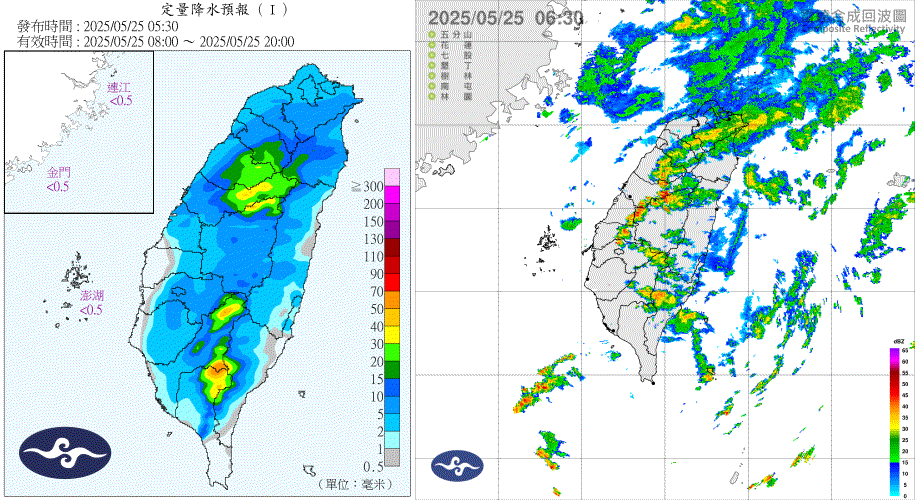 定量降水預報（Ⅰ）
發布時間：2025/05/25 05:30
有效時間：2025/05/25 08:00 ～ 2025/05/25 20:00
連江
<0.5
金門
<0.5
澎湖
<0.5
≧300
200
150
130
110
90
70
50
40
30
20
15
10
5
2
1
0.5
（單位：毫米）
2025/05/25 06:30
合成回波圖
Composite Reflectivity
五分山
花蓮
七股
墾丁
樹林
南屯
林園
dBZ
65
60
55
50
45
40
35
30
25
20
15
10
5
0